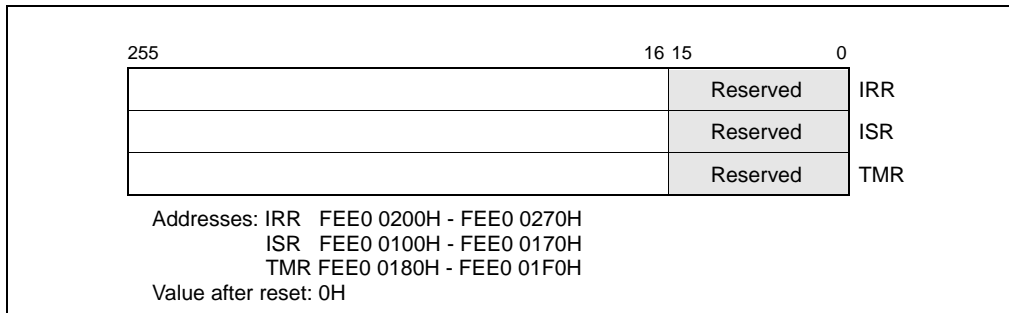 255 16 15 0
Reserved IRR
Reserved ISR
Reserved TMR
Addresses: IRR FEE0 0200H - FEE0 0270H
ISR FEE0 0100H - FEE0 0170H
TMR FEE0 0180H - FEE0 01F0H
Value after reset: 0H